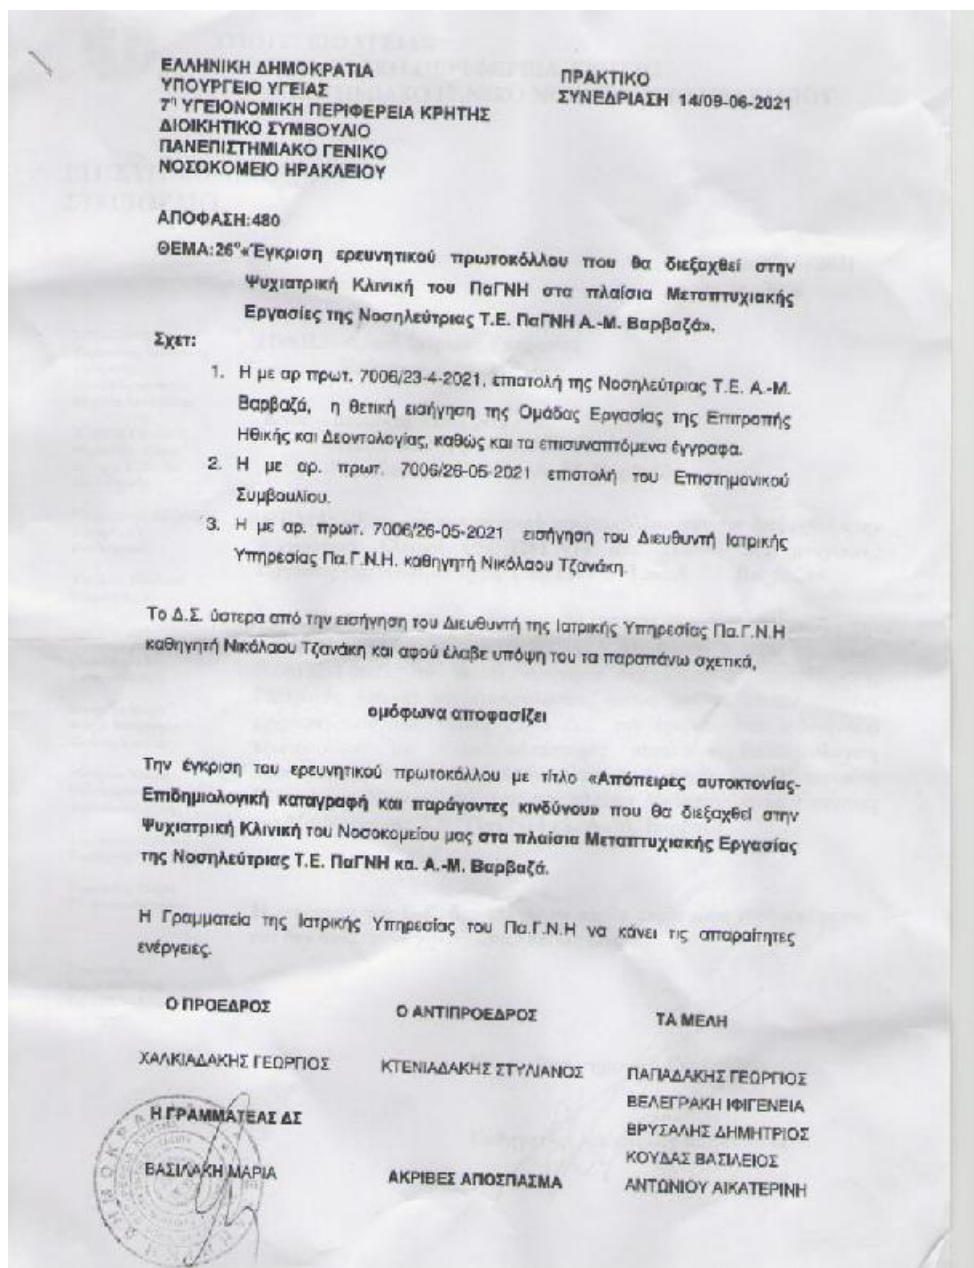 ΕΛΛΗΝΙΚΗ ΔΗΜΟΚΡΑΤΙΑ
ΥΠΟΥΡΓΕΙΟ ΥΓΕΙΑΣ
7η ΥΓΕΙΟΝΟΜΙΚΗ ΠΕΡΙΦΕΡΕΙΑ ΚΡΗΤΗΣ
ΔΙΟΙΚΗΤΙΚΟ ΣΥΜΒΟΥΛΙΟ
ΠΑΝΕΠΙΣΤΗΜΙΑΚΟ ΓΕΝΙΚΟ
ΝΟΣΟΚΟΜΕΙΟ ΗΡΑΚΛΕΙΟΥ
ΠΡΑΚΤΙΚΟ
ΣΥΝΕΔΡΙΑΣΗ 14/09-06-2021
ΑΠΟΦΑΣΗ:480
ΘΕΜΑ:26ο«Έγκριση ερευνητικού πρωτοκόλλου που θα διεξαχθεί στην
Ψυχιατρική Κλινική του ΠαΓΝΗ στα πλαίσια Μεταπτυχιακής
Εργασίες της Νοσηλεύτριας Τ.Ε. ΠαΓΝΗ Α.-Μ. Βαρβαζά».
Σχετ:
1. Η με αρ πρωτ. 7006/23-4-2021, επιστολή της Νοσηλεύτριας Τ.Ε. Α.-Μ.
Βαρβαζά, η θετική εισήγηση της Ομάδας Εργασίας της Επιτροπής
Ηθικής και Δεοντολογίας, καθώς και τα επισυναπτόμενα έγγραφα.
2. Η με αρ. πρωτ. 7006/26-05-2021 επιστολή του Επιστημονικού
Συμβουλίου.
3. Η με αρ. πρωτ. 7006/26-05-2021 εισήγηση του Διευθυντή Ιατρικής
Υπηρεσίας Πα.Γ.Ν.Η. καθηγητή Νικόλαου Τζανάκη.
Το Δ.Σ. ύστερα από την εισήγηση του Διευθυντή της Ιατρικής Υπηρεσίας Πα.Γ.Ν.Η
καθηγητή Νικόλαου Τζανάκη και αφού έλαβε υπόψη του τα παραπάνω σχετικά,
ομόφωνα αποφασίζει
Την έγκριση του ερευνητικού πρωτοκόλλου με τίτλο «Απόπειρες αυτοκτονίας-
Επιδημιολογική καταγραφή και παράγοντες κινδύνου» που θα διεξαχθεί στην
Ψυχιατρική Κλινική του Νοσοκομείου μας στα πλαίσια Μεταπτυχιακής Εργασίας
της Νοσηλεύτριας Τ.Ε. ΠαΓΝΗ κα. Α.-Μ. Βαρβαζά.
Η Γραμματεία της Ιατρικής Υπηρεσίας του Πα.Γ.Ν.Η να κάνει τις απαραίτητες
ενέργειες.
Ο ΠΡΟΕΔΡΟΣ
Ο ΑΝΤΙΠΡΟΕΔΡΟΣ
ΤΑ ΜΕΛΗ
ΧΑΛΚΙΑΔΑΚΗΣ ΓΕΩΡΓΙΟΣ
ΚΤΕΝΙΑΔΑΚΗΣ ΣΤΥΛΙΑΝΟΣ
ΠΑΠΑΔΑΚΗΣ ΓΕΩΡΓΙΟΣ
ΒΕΛΕΓΡΑΚΗ ΙΦΙΓΕΝΕΙΑ
ΒΡΥΣΑΛΗΣ ΔΗΜΗΤΡΙΟΣ
ΚΟΥΔΑΣ ΒΑΣΙΛΕΙΟΣ
ΑΝΤΩΝΙΟΥ ΑΙΚΑΤΕΡΙΝΗ
Η ΓΡΑΜΜΑΤΕΑΣ ΔΣ
ΒΑΣΙΛΑΚΗ ΜΑΡΙΑ
ΑΚΡΙΒΕΣ ΑΠΟΣΠΑΣΜΑ